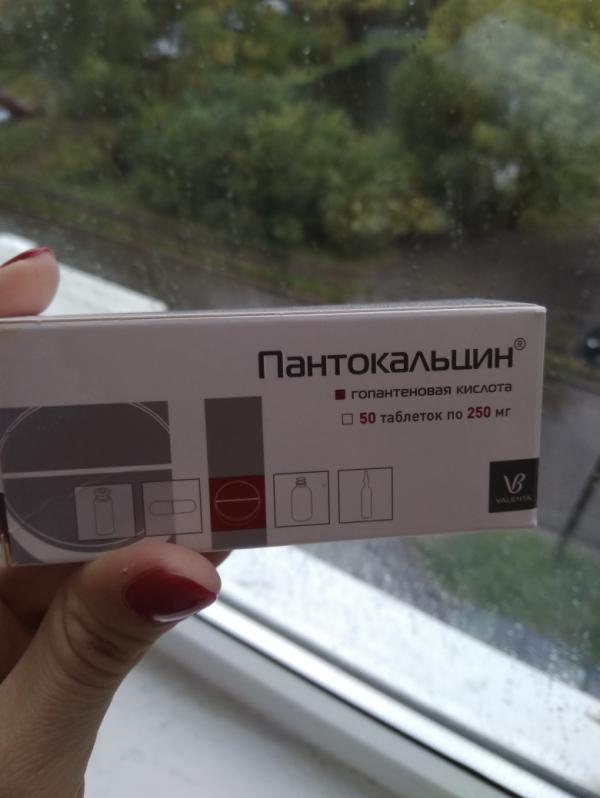 Пантокальцин®
гопантеновая кислота
50 таблеток по 250 мг
VALENTA